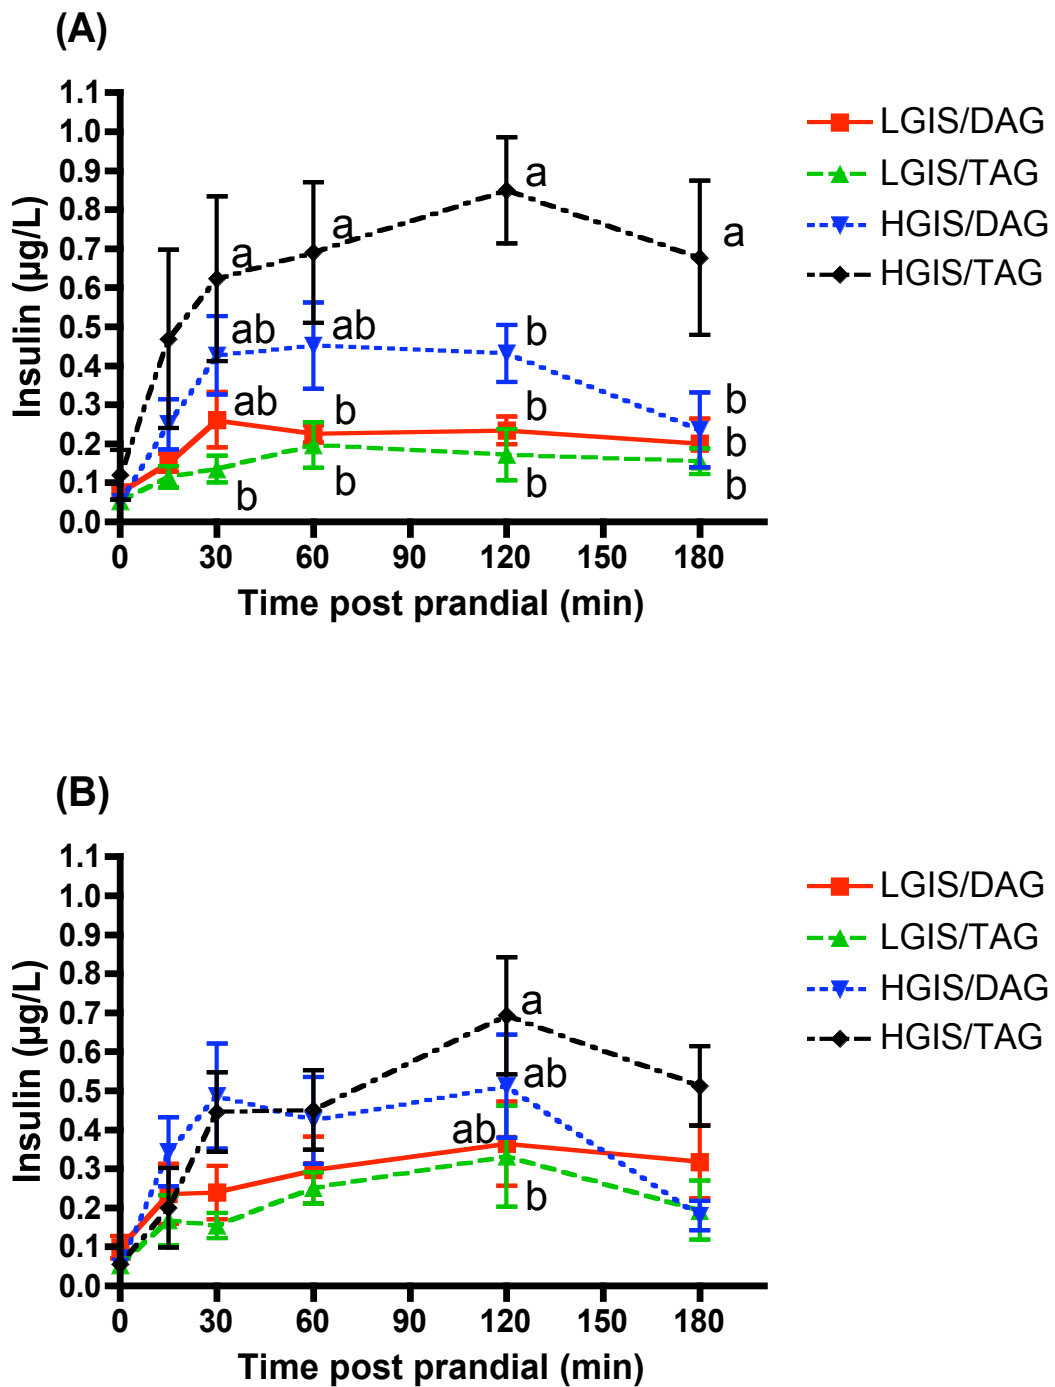 (A)
1.1
1.0
0.9
0.8
0.7
0.6
0.5
0.4
0.3
0.2
0.1
0.0
Insulin (µg/L)
a
a
a
a
ab
ab
b
b
ab
b
b
b
b
b
b
b
0 30 60 90 120 150 180
Time post prandial (min)
LGIS/DAG
LGIS/TAG
HGIS/DAG
HGIS/TAG
(B)
1.1
1.0
0.9
0.8
0.7
0.6
0.5
0.4
0.3
0.2
0.1
0.0
Insulin (µg/L)
a
ab
ab
b
0 30 60 90 120 150 180
Time post prandial (min)
LGIS/DAG
LGIS/TAG
HGIS/DAG
HGIS/TAG